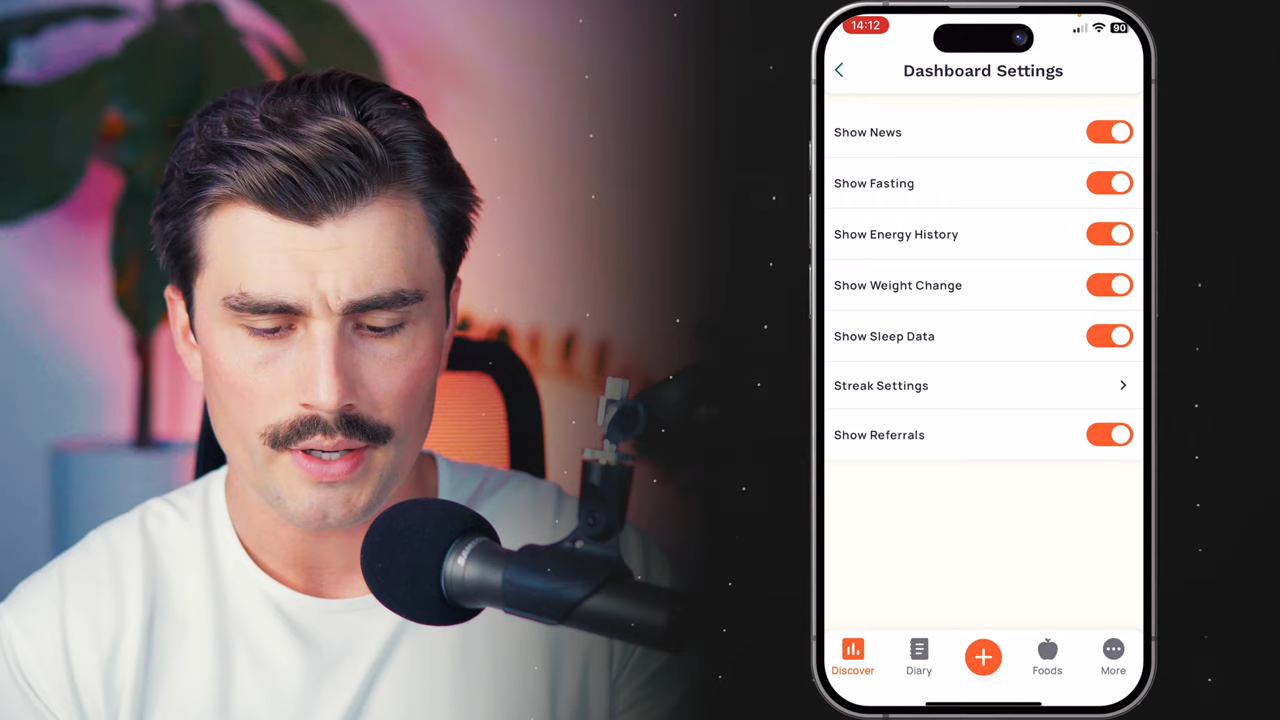 14:12
90
Dashboard Settings
Show News
Show Fasting
Show Energy History
Show Weight Change
Show Sleep Data
Streak Settings
Show Referrals
Discover
Diary
Foods
More